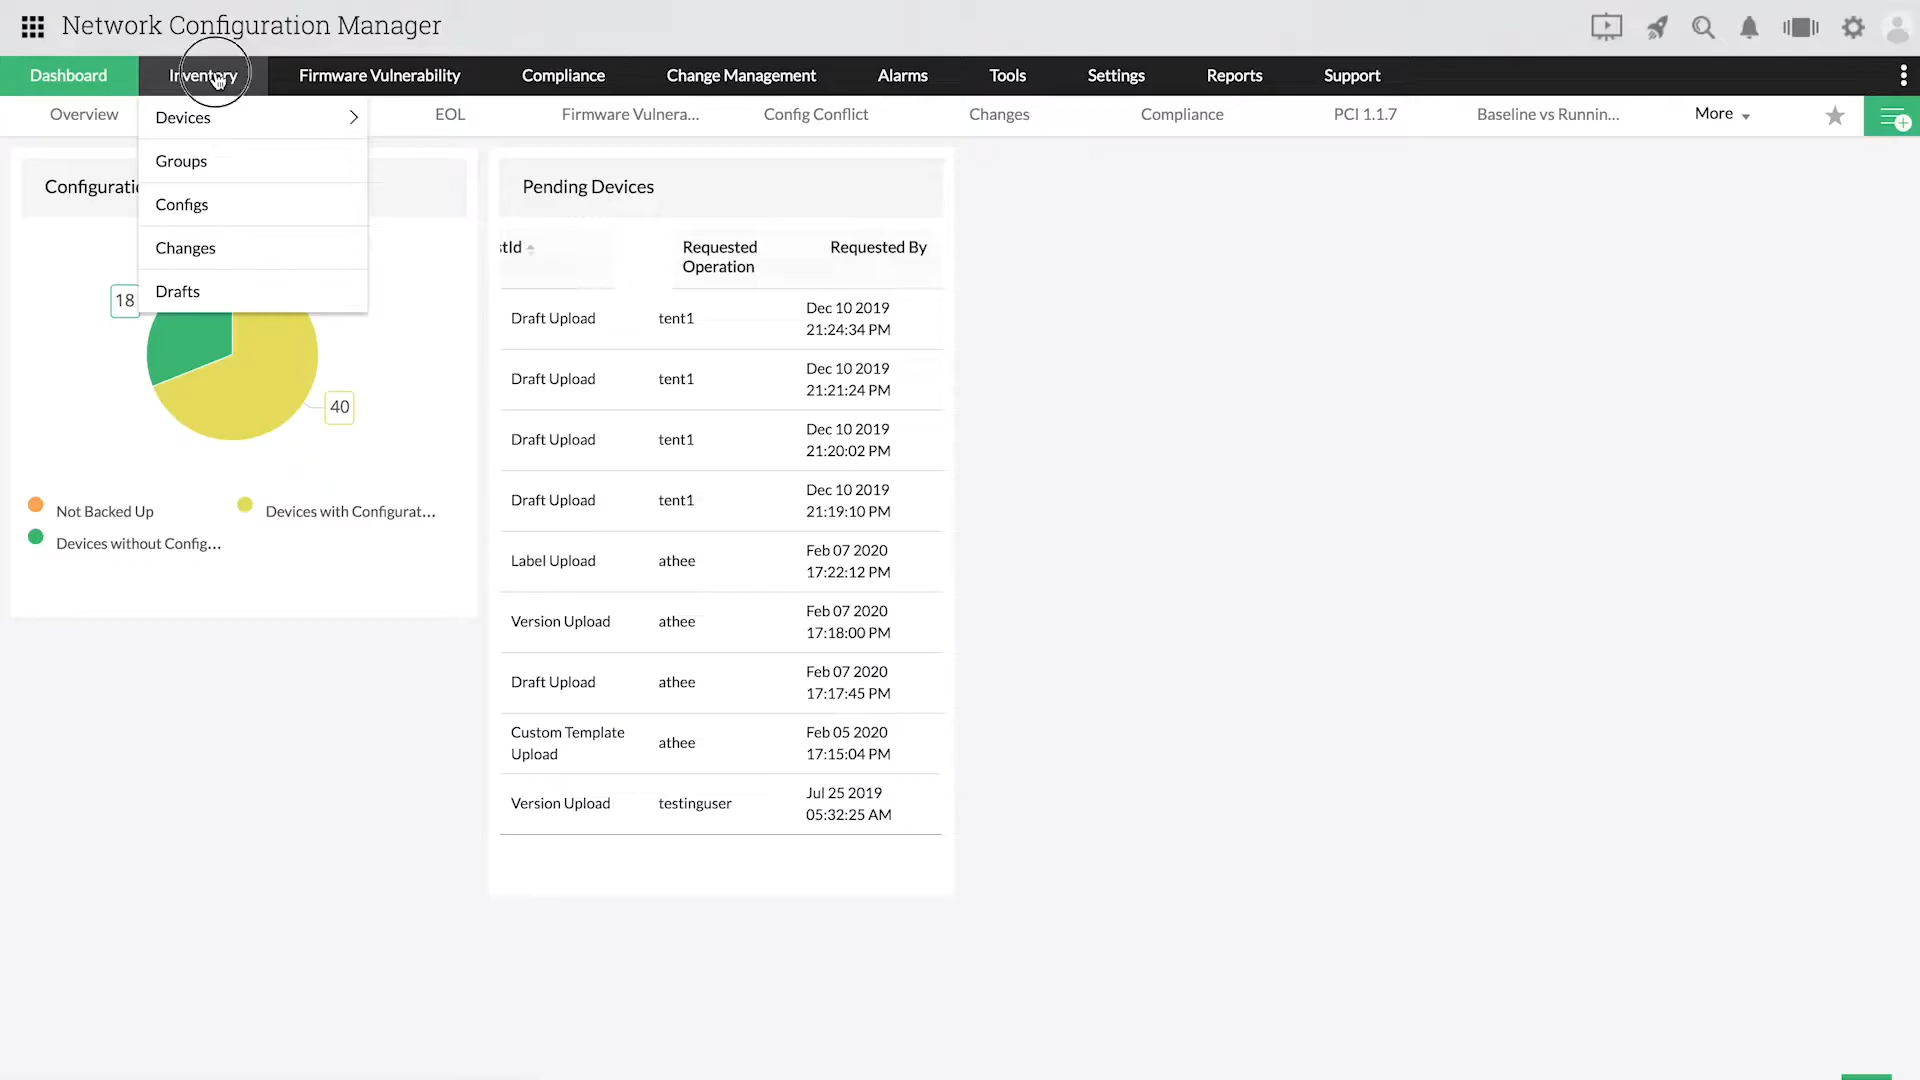 Network Configuration Manager
Dashboard Inventory Firmware Vulnerability Compliance Change Management Alarms Tools Settings Reports Support
Overview EOL Firmware Vulnera... Config Conflict Changes Compliance PCI 1.1.7 Baseline vs Runnin... More
Devices
Groups
Configs
Changes
Drafts
18
40
Not Backed Up
Devices with Configurat...
Devices without Config...
Pending Devices
Requested
Operation
Requested By
Draft Upload tent1 Dec 10 2019
21:24:34 PM
Draft Upload tent1 Dec 10 2019
21:21:24 PM
Draft Upload tent1 Dec 10 2019
21:20:02 PM
Draft Upload tent1 Dec 10 2019
21:19:10 PM
Label Upload athee Feb 07 2020
17:22:12 PM
Version Upload athee Feb 07 2020
17:18:00 PM
Draft Upload athee Feb 07 2020
17:17:45 PM
Custom Template
Upload
athee Feb 05 2020
17:15:04 PM
Version Upload testinguser Jul 25 2019
05:32:25 AM